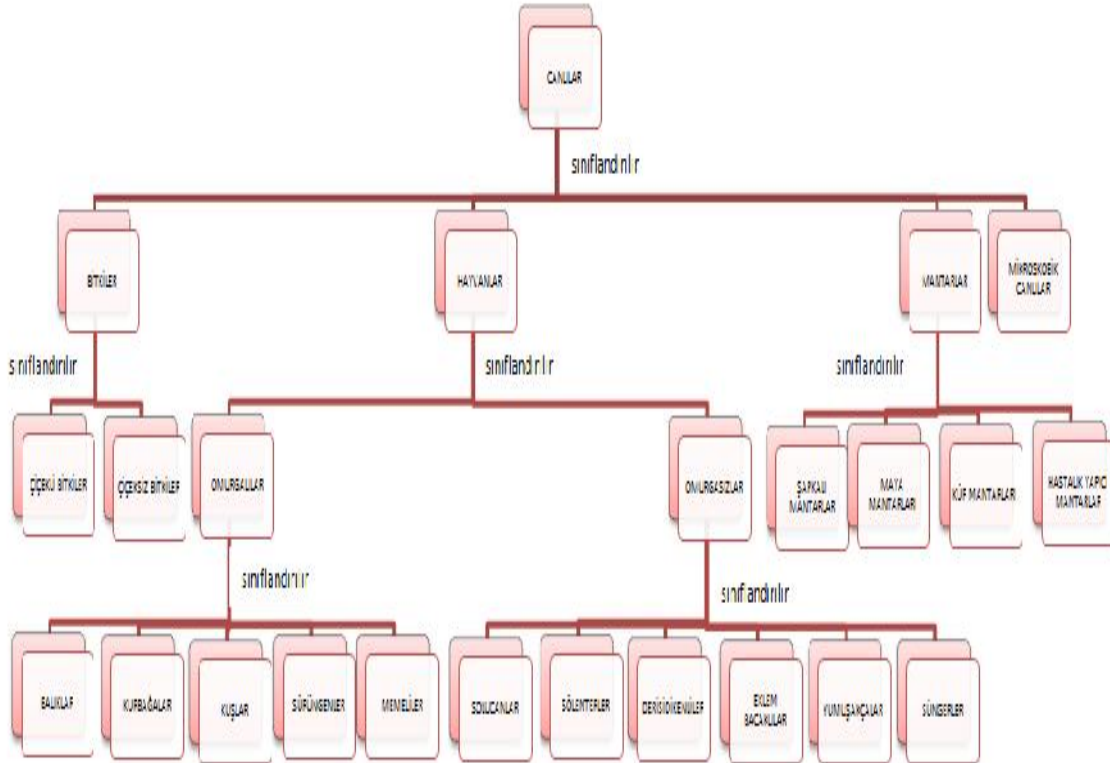 CANLILAR
sınıflandırılır
BİTKİLER
HAYVANLAR
MANTARLAR
MİKROSKOBİK
CANLILAR
sınıflandırılır
sınıflandırılır
sınıflandırılır
ÇİÇEKLİ BİTKİLER
ÇİÇEKSİZ BİTKİLER
OMURGALILAR
OMURGASIZLAR
ŞAPKALI
MANTARLAR
MAYA
MANTARLARI
KÜF MANTARLARI
HASTALIK YAPICI
MANTARLAR
sınıflandırılır
sınıflandırılır
BALIKLAR
KURBAĞALAR
KUŞLAR
SÜRÜNGENLER
MEMELİLER
SOLUCANLAR
SÖLENTERLER
DERİSİDİKENLİLER
EKLEM
BACAKLILAR
YUMUŞAKÇALAR
SÜNGERLER